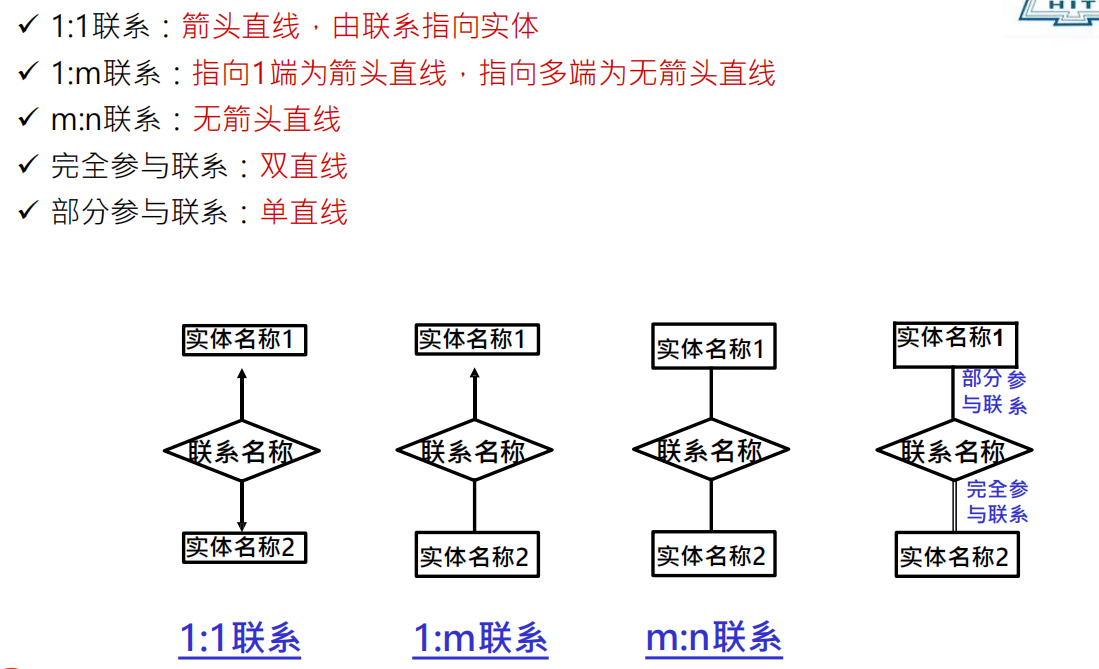 ✓ 1:1联系：箭头直线，由联系指向实体
✓ 1:m联系：指向1端为箭头直线，指向多端为无箭头直线
✓ m:n联系：无箭头直线
✓ 完全参与联系：双直线
✓ 部分参与联系：单直线
HIT
实体名称1
联系名称
实体名称2
1:1联系
实体名称1
联系名称
实体名称2
1:m联系
实体名称1
联系名称
实体名称2
m:n联系
实体名称1
部分参
与联系
联系名称
完全参
与联系
实体名称2